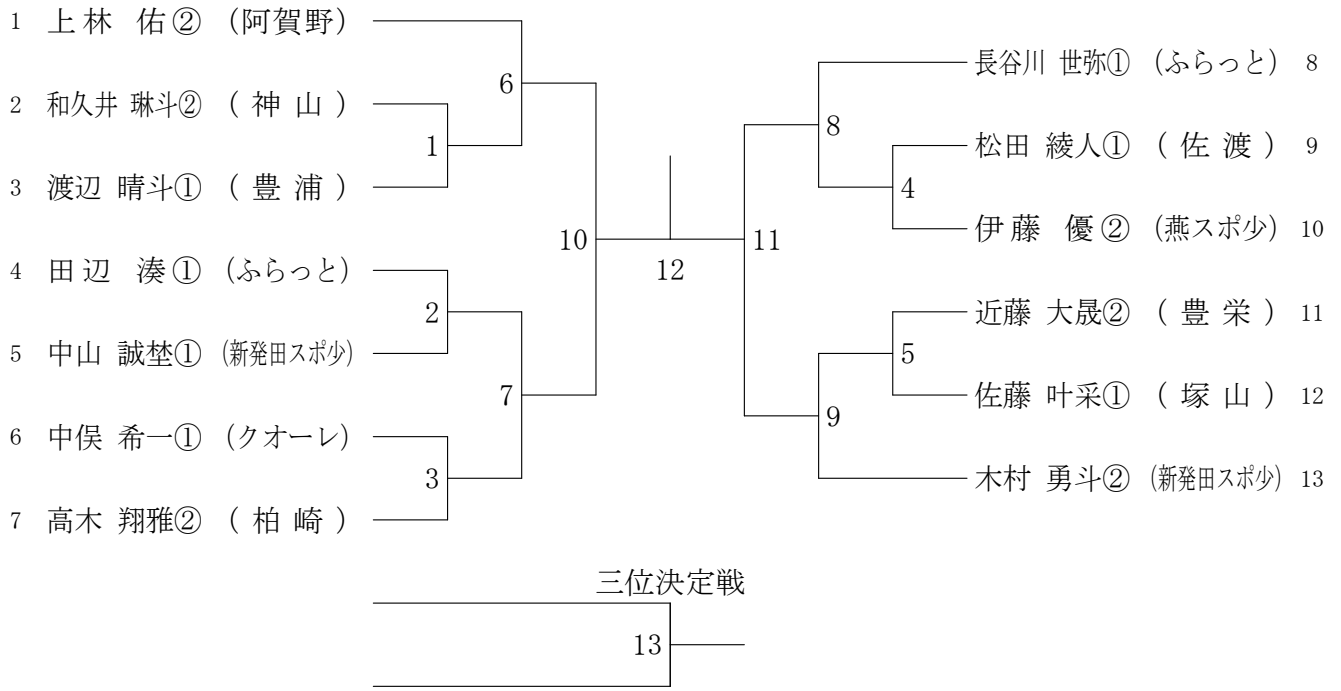 1 上林 佑② (阿賀野)
6
2 和久井 琳斗② ( 神 山 )
1
3 渡辺 晴斗① ( 豊 浦 )
10
4 田辺 湊① (ふらっと)
2
5 中山 誠埜① (新発田スポ少)
7
6 中俣 希一① (クオーレ)
3
7 高木 翔雅② ( 柏 崎 )
12
長谷川 世弥① (ふらっと) 8
8
松田 綾人① ( 佐 渡 ) 9
4
伊藤 優② (燕スポ少) 10
11
近藤 大晟② ( 豊 栄 ) 11
5
佐藤 叶采① ( 塚 山 ) 12
9
木村 勇斗② (新発田スポ少) 13
三位決定戦
13